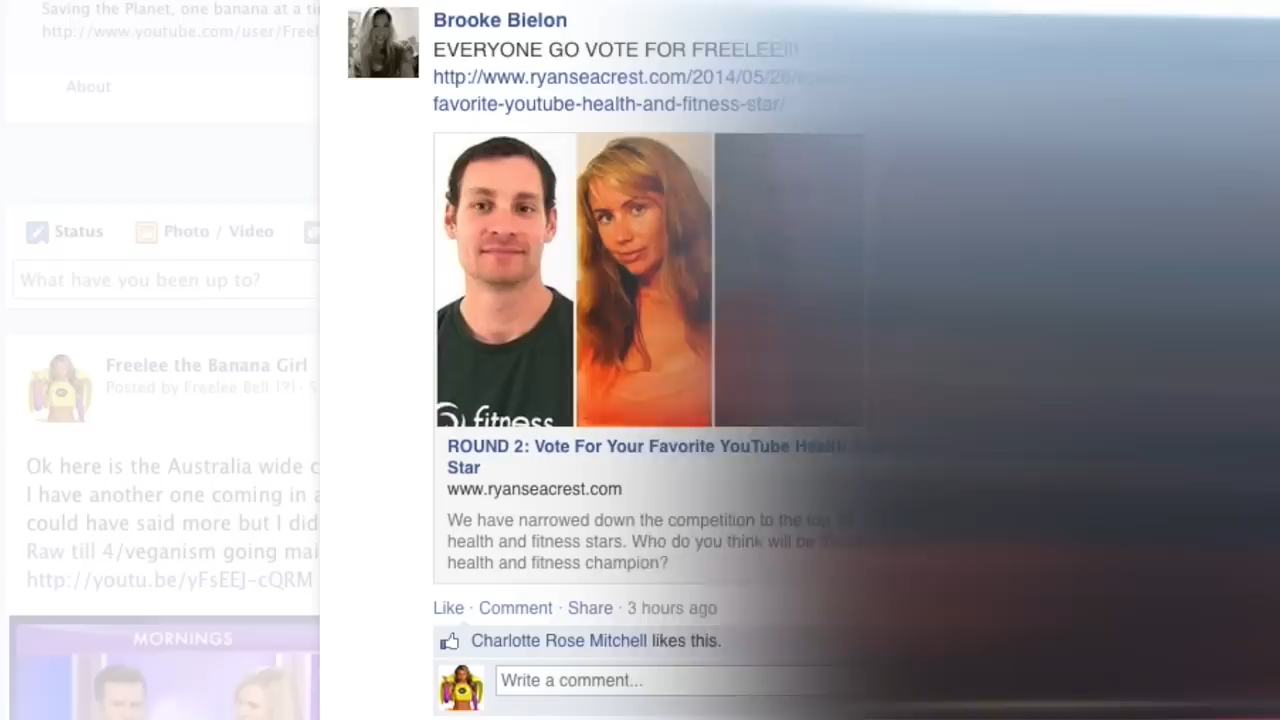 Saving the Planet, one banana at a
http://www.youtube.com/user/Freel
About
Status
Photo / Video
What have you been up to?
Freelee the Banana Girl
Posted by Freelee Bell [?] ·
Ok here is the Australia wide
I have another one coming in
could have said more but I did
Raw till 4/veganism going
http://youtu.be/yFsEEJ-cQRM
MORNINGS
Brooke Bielon
EVERYONE GO VOTE FOR FREELEE!!!
http://www.ryanseacrest.com/2014/05/28/
favorite-youtube-health-and-fitness-star/
fitness
ROUND 2: Vote For Your Favorite YouTube Health
Star
www.ryanseacrest.com
We have narrowed down the competition to the top
health and fitness stars. Who do you think will be
health and fitness champion?
Like · Comment · Share · 3 hours ago
Charlotte Rose Mitchell likes this.
Write a comment...